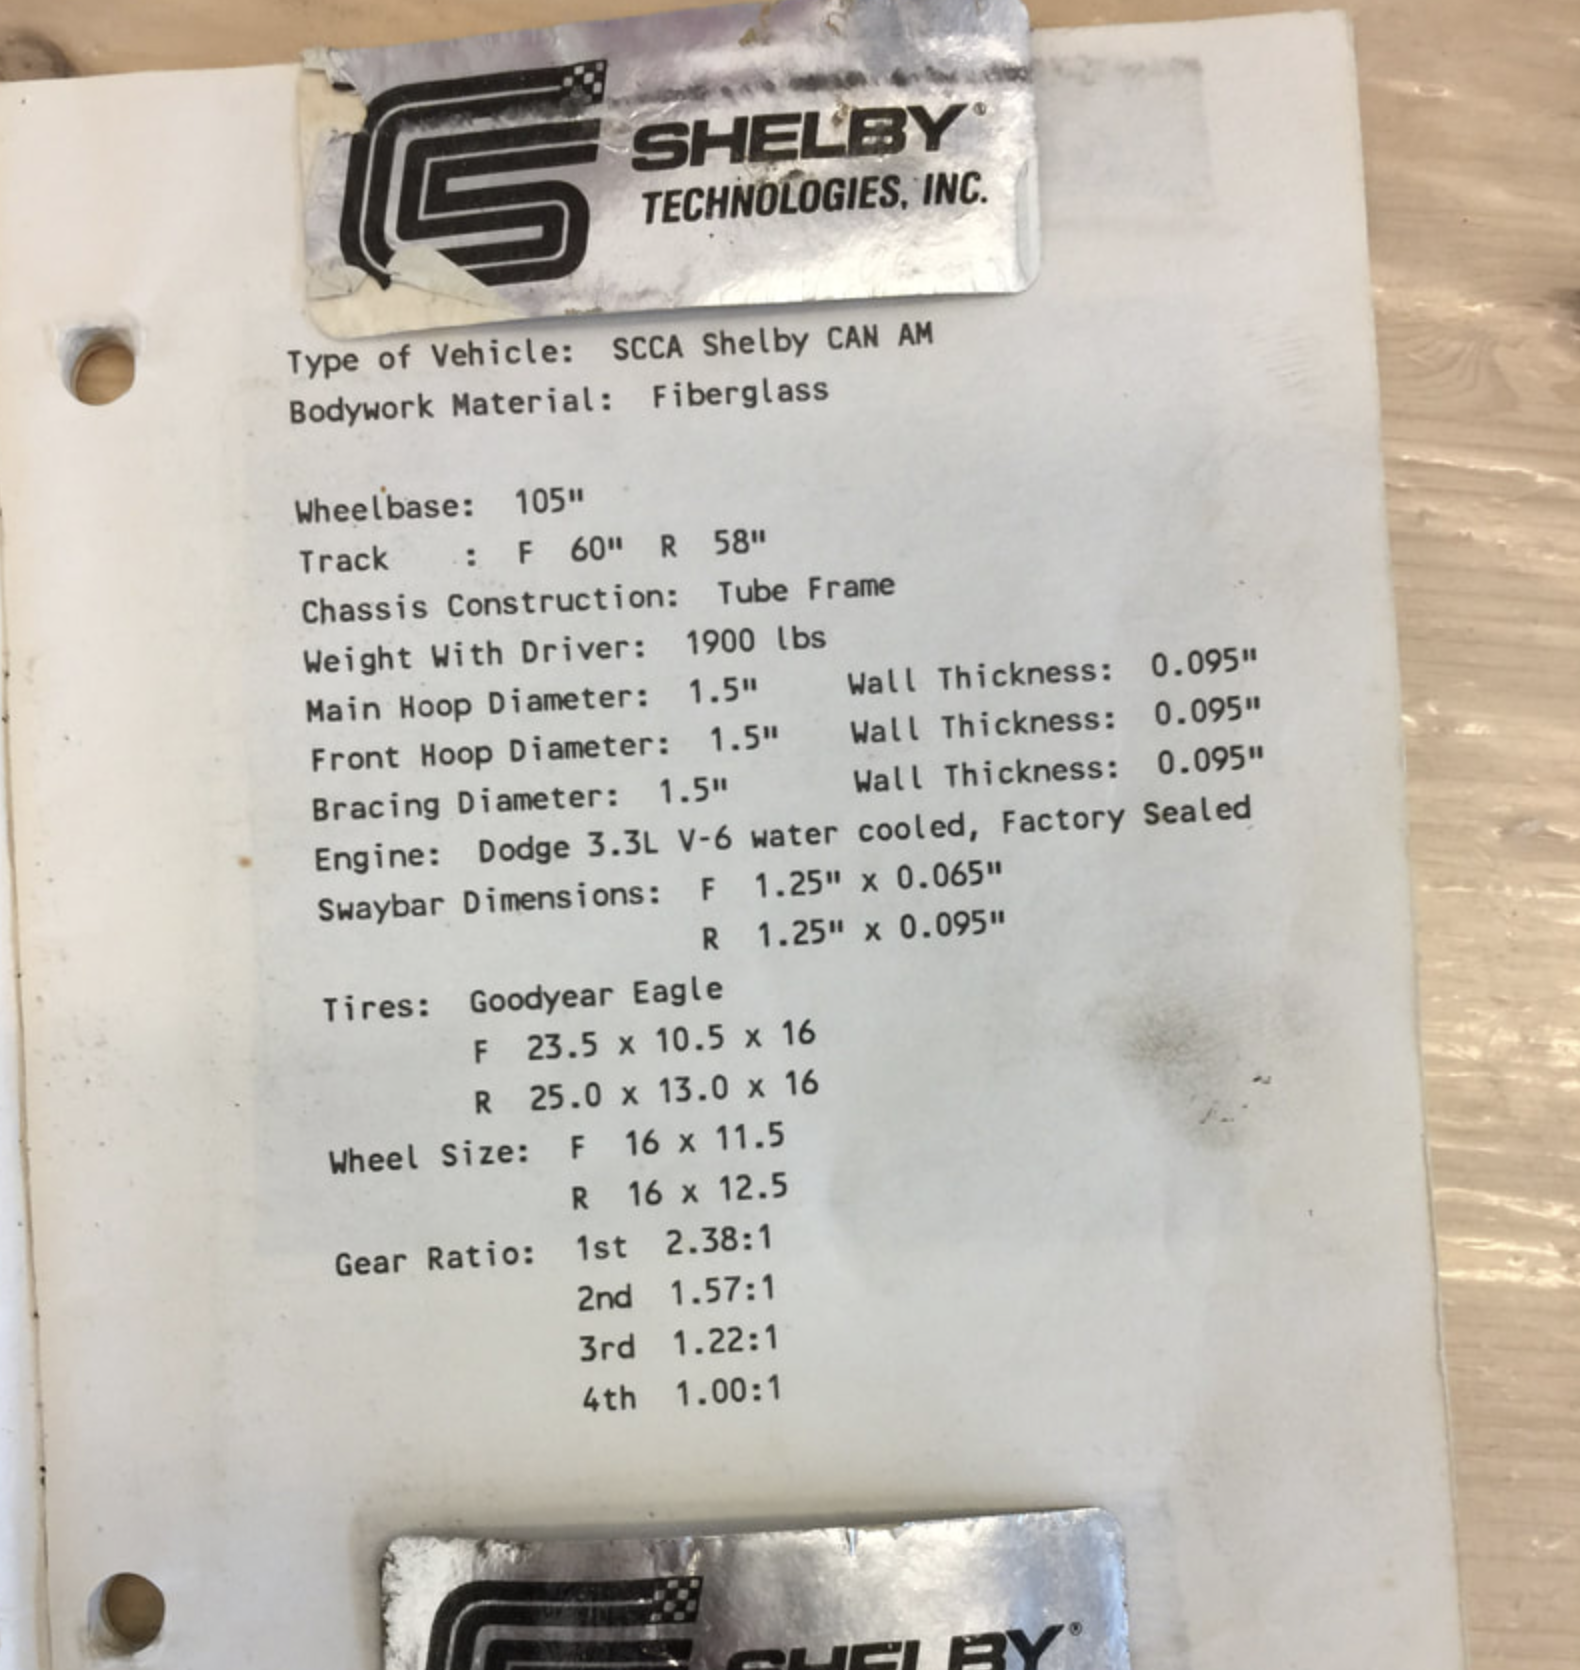 SHELBY®
TECHNOLOGIES, INC.
Type of Vehicle: SCCA Shelby CAN AM
Bodywork Material: Fiberglass
Wheelbase: 105"
Track : F 60" R 58"
Chassis Construction: Tube Frame
Weight With Driver: 1900 lbs
Main Hoop Diameter: 1.5" Wall Thickness: 0.095"
Front Hoop Diameter: 1.5" Wall Thickness: 0.095"
Bracing Diameter: 1.5" Wall Thickness: 0.095"
Engine: Dodge 3.3L V-6 water cooled, Factory Sealed
Swaybar Dimensions: F 1.25" x 0.065"
R 1.25" x 0.095"
Tires: Goodyear Eagle
F 23.5 x 10.5 x 16
R 25.0 x 13.0 x 16
Wheel Size: F 16 x 11.5
R 16 x 12.5
Gear Ratio: 1st 2.38:1
2nd 1.57:1
3rd 1.22:1
4th 1.00:1
SHELBY®